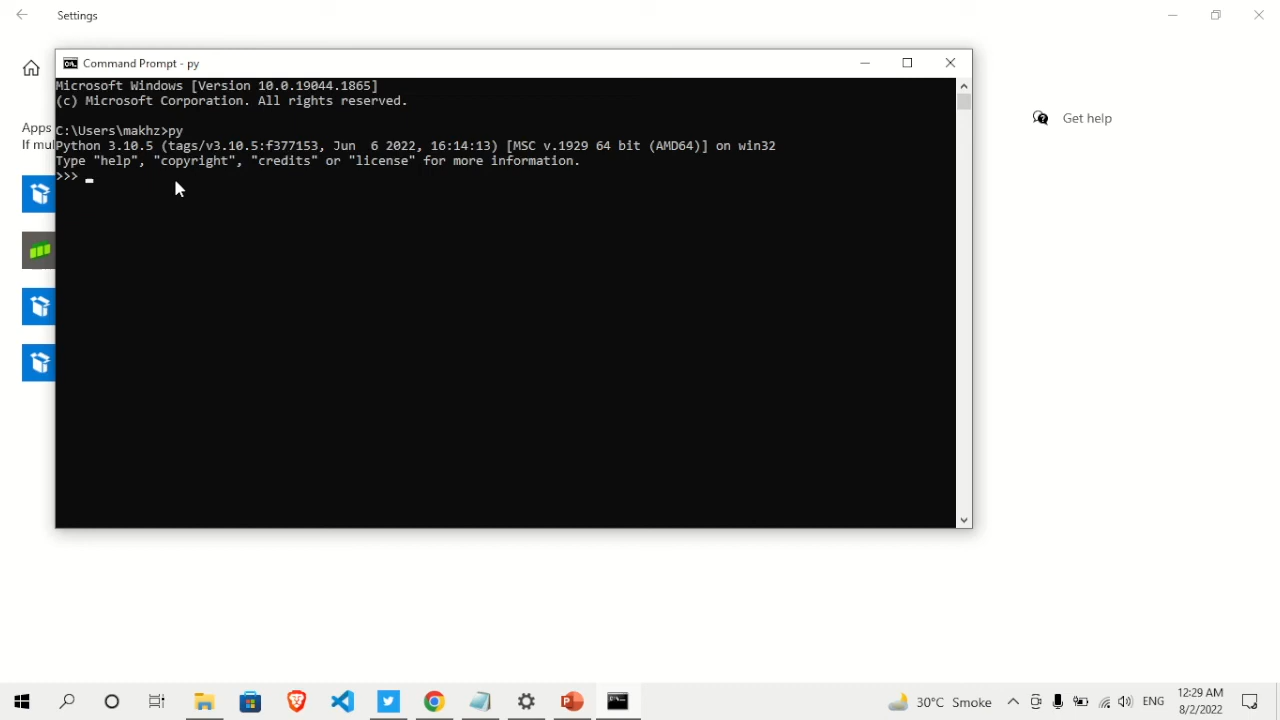 Settings
Command Prompt - py
Microsoft Windows [Version 10.0.19044.1865]
(c) Microsoft Corporation. All rights reserved.
C:\Users\makhz>py
Python 3.10.5 (tags/v3.10.5:f377153, Jun  6 2022, 16:14:13) [MSC v.1929 64 bit (AMD64)] on win32
Type "help", "copyright", "credits" or "license" for more information.
>>>
Apps
If mul
Get help
30°C Smoke
ENG
12:29 AM
8/2/2022